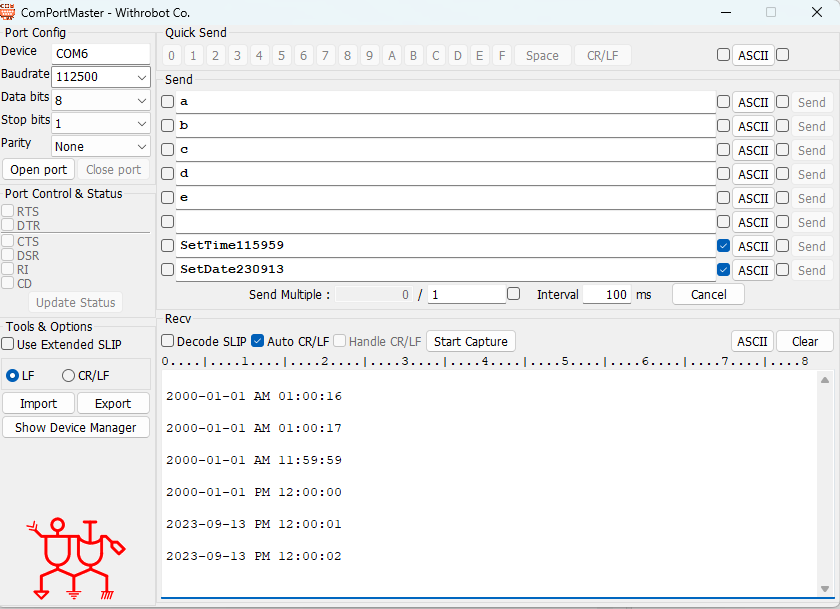 ComPortMaster - Withrobot Co.
Port Config
Device COM6
Baudrate 112500
Data bits 8
Stop bits 1
Parity None
Open port Close port
Port Control & Status
RTS
DTR
CTS
DSR
RI
CD
Update Status
Tools & Options
Use Extended SLIP
LF CR/LF
Import Export
Show Device Manager
Quick Send
0 1 2 3 4 5 6 7 8 9 A B C D E F Space CR/LF ASCII
Send
a ASCII Send
b ASCII Send
c ASCII Send
d ASCII Send
e ASCII Send
ASCII Send
SetTime115959 ASCII Send
SetDate230913 ASCII Send
Send Multiple : 0 / 1 Interval 100 ms Cancel
Recv
Decode SLIP Auto CR/LF Handle CR/LF Start Capture ASCII Clear
0....|....1....|....2....|....3....|....4....|....5....|....6....|....7....|....8
2000-01-01 AM 01:00:16
2000-01-01 AM 01:00:17
2000-01-01 AM 11:59:59
2000-01-01 PM 12:00:00
2023-09-13 PM 12:00:01
2023-09-13 PM 12:00:02